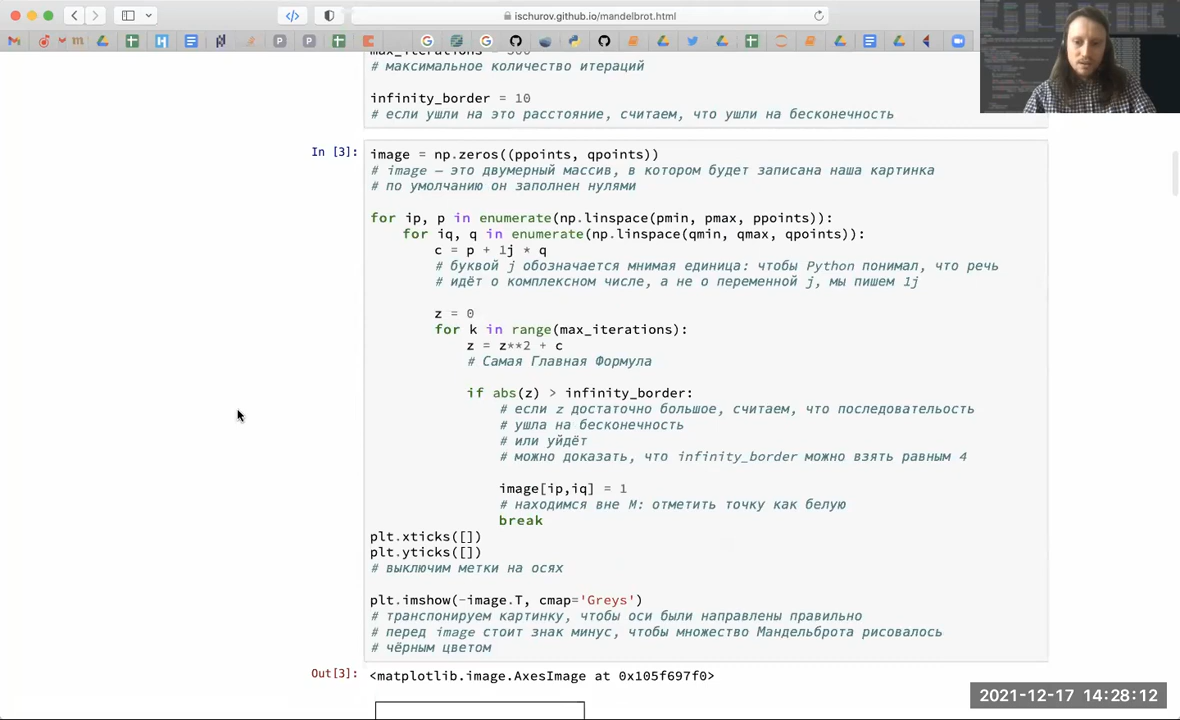 ischurov.github.io/mandelbrot.html
# максимальное количество итераций
infinity_border = 10
# если ушли на это расстояние, считаем, что ушли на бесконечность
In [3]:
image = np.zeros((ppoints, qpoints))
# image — это двумерный массив, в котором будет записана наша картинка
# по умолчанию он заполнен нулями
for ip, p in enumerate(np.linspace(pmin, pmax, ppoints)):
for iq, q in enumerate(np.linspace(qmin, qmax, qpoints)):
c = p + 1j * q
# буквой j обозначается мнимая единица: чтобы Python понимал, что речь
# идёт о комплексном числе, а не о переменной j, мы пишем 1j
z = 0
for k in range(max_iterations):
z = z**2 + c
# Самая Главная Формула
if abs(z) > infinity_border:
# если z достаточно большое, считаем, что последовательость
# ушла на бесконечность
# или уйдёт
# можно доказать, что infinity_border можно взять равным 4
image[ip,iq] = 1
# находимся вне M: отметить точку как белую
break
plt.xticks([])
plt.yticks([])
# выключим метки на осях
plt.imshow(-image.T, cmap='Greys')
# транспонируем картинку, чтобы оси были направлены правильно
# перед image стоит знак минус, чтобы множество Мандельброта рисовалось
# чёрным цветом
Out[3]:
<matplotlib.image.AxesImage at 0x105f697f0>
2021-12-17 14:28:12